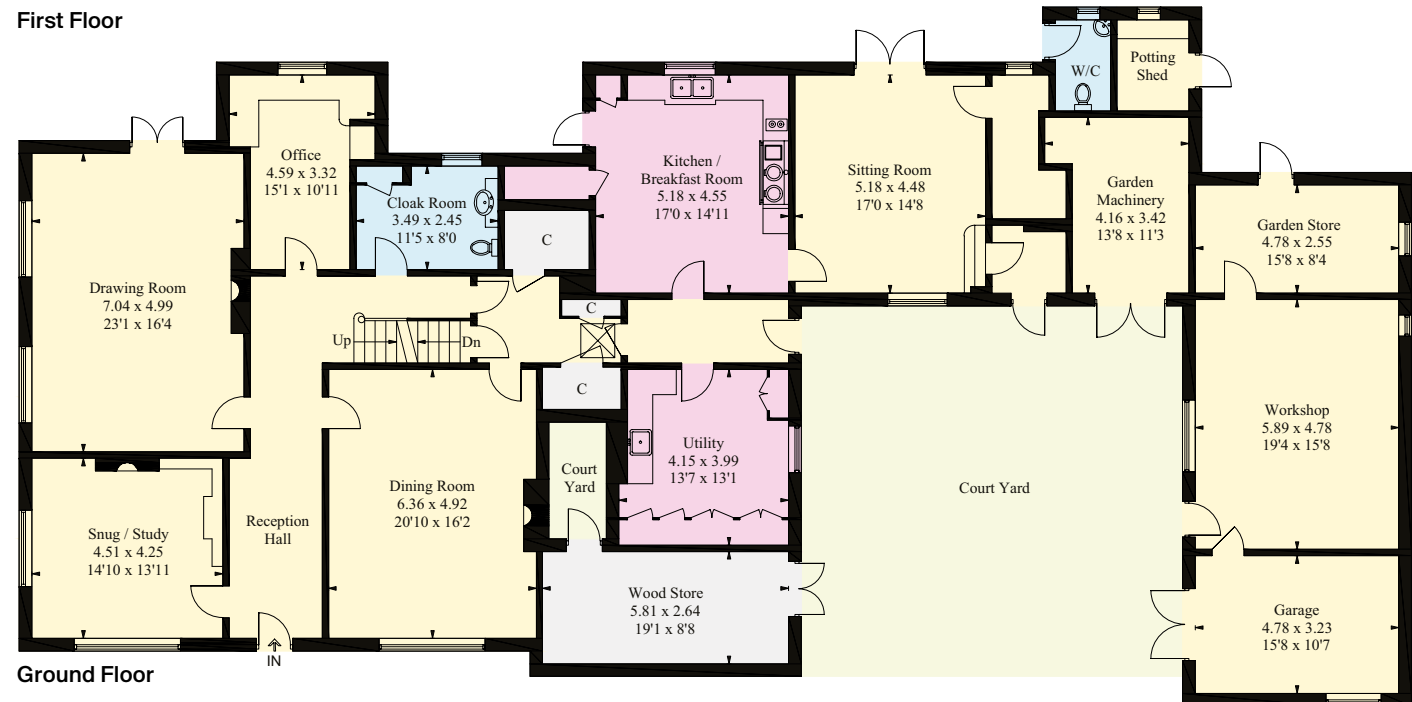 First Floor
Office
4.59 x 3.32
15'1 x 10'11
Cloak Room
3.49 x 2.45
11'5 x 8'0
C
Kitchen /
Breakfast Room
5.18 x 4.55
17'0 x 14'11
Sitting Room
5.18 x 4.48
17'0 x 14'8
W/C
Potting
Shed
Garden
Machinery
4.16 x 3.42
13'8 x 11'3
Garden Store
4.78 x 2.55
15'8 x 8'4
Drawing Room
7.04 x 4.99
23'1 x 16'4
Up
Dn
C
C
Workshop
5.89 x 4.78
19'4 x 15'8
Utility
4.15 x 3.99
13'7 x 13'1
Court
Yard
Court Yard
Dining Room
6.36 x 4.92
20'10 x 16'2
Reception
Hall
Snug / Study
4.51 x 4.25
14'10 x 13'11
Wood Store
5.81 x 2.64
19'1 x 8'8
Garage
4.78 x 3.23
15'8 x 10'7
IN
Ground Floor